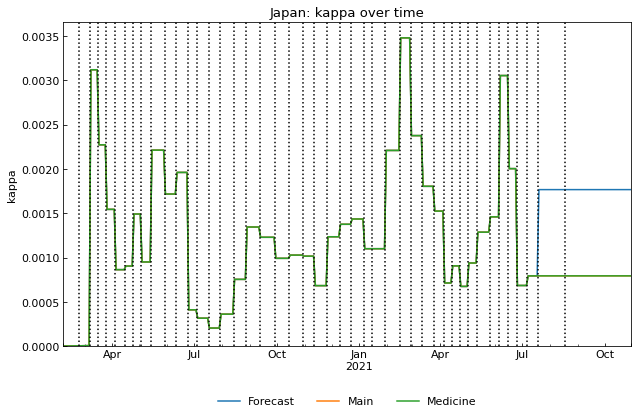 Japan: kappa over time
kappa
0.0035
0.0030
0.0025
0.0020
0.0015
0.0010
0.0005
0.0000
Apr Jul Oct Jan Apr Jul Oct
2021
Forecast Main Medicine